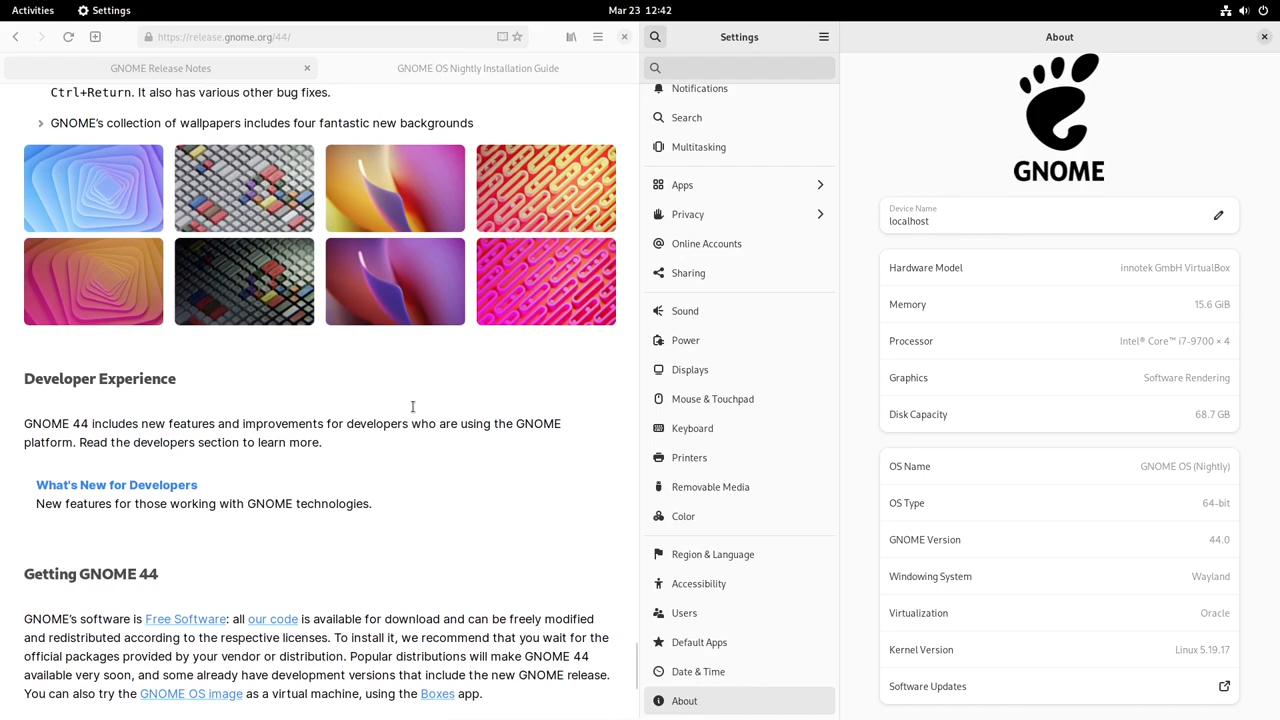 Activities
Settings
Mar 23 12:42
https://release.gnome.org/44/
GNOME Release Notes
GNOME OS Nightly Installation Guide
Ctrl+Return. It also has various other bug fixes.
GNOME's collection of wallpapers includes four fantastic new backgrounds
Developer Experience
GNOME 44 includes new features and improvements for developers who are using the GNOME
platform. Read the developers section to learn more.
What's New for Developers
New features for those working with GNOME technologies.
Getting GNOME 44
GNOME's software is Free Software: all our code is available for download and can be freely modified
and redistributed according to the respective licenses. To install it, we recommend that you wait for the
official packages provided by your vendor or distribution. Popular distributions will make GNOME 44
available very soon, and some already have development versions that include the new GNOME release.
You can also try the GNOME OS image as a virtual machine, using the Boxes app.
Settings
Notifications
Search
Multitasking
Apps
Privacy
Online Accounts
Sharing
Sound
Power
Displays
Mouse & Touchpad
Keyboard
Printers
Removable Media
Color
Region & Language
Accessibility
Users
Default Apps
Date & Time
About
About
GNOME
Device Name
localhost
Hardware Model innotek GmbH VirtualBox
Memory 15.6 GiB
Processor Intel® Core™ i7-9700 × 4
Graphics Software Rendering
Disk Capacity 68.7 GB
OS Name GNOME OS (Nightly)
OS Type 64-bit
GNOME Version 44.0
Windowing System Wayland
Virtualization Oracle
Kernel Version Linux 5.19.17
Software Updates